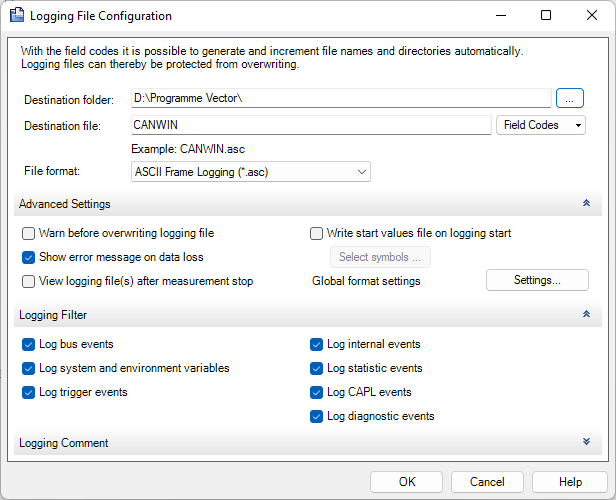 Logging File Configuration
With the field codes it is possible to generate and increment file names and directories automatically.
Logging files can thereby be protected from overwriting.
Destination folder: D:\Programme Vector\ ...
Destination file: CANWIN Field Codes
Example: CANWIN.asc
File format: ASCII Frame Logging (*.asc)
Advanced Settings
Warn before overwriting logging file Write start values file on logging start
Show error message on data loss Select symbols ...
View logging file(s) after measurement stop Global format settings Settings...
Logging Filter
Log bus events Log internal events
Log system and environment variables Log statistic events
Log trigger events Log CAPL events
Log diagnostic events
Logging Comment
OK Cancel Help